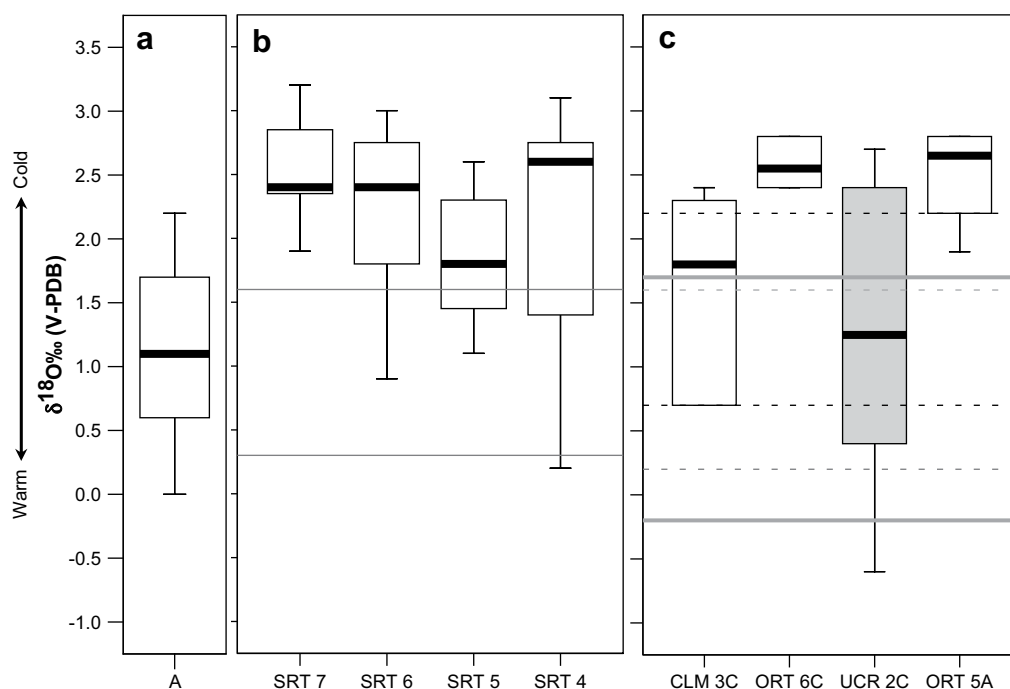 a
b
c
3.5
3.0
2.5
2.0
1.5
1.0
0.5
0.0
-0.5
-1.0
Cold
Warm
δ18O‰ (V-PDB)
A
SRT 7 SRT 6 SRT 5 SRT 4
CLM 3C ORT 6C UCR 2C ORT 5A